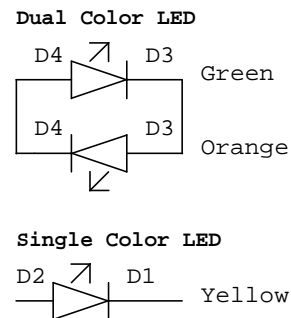 Dual Color LED
D4 D3
Green
D4 D3
Orange
Single Color LED
D2 D1
Yellow